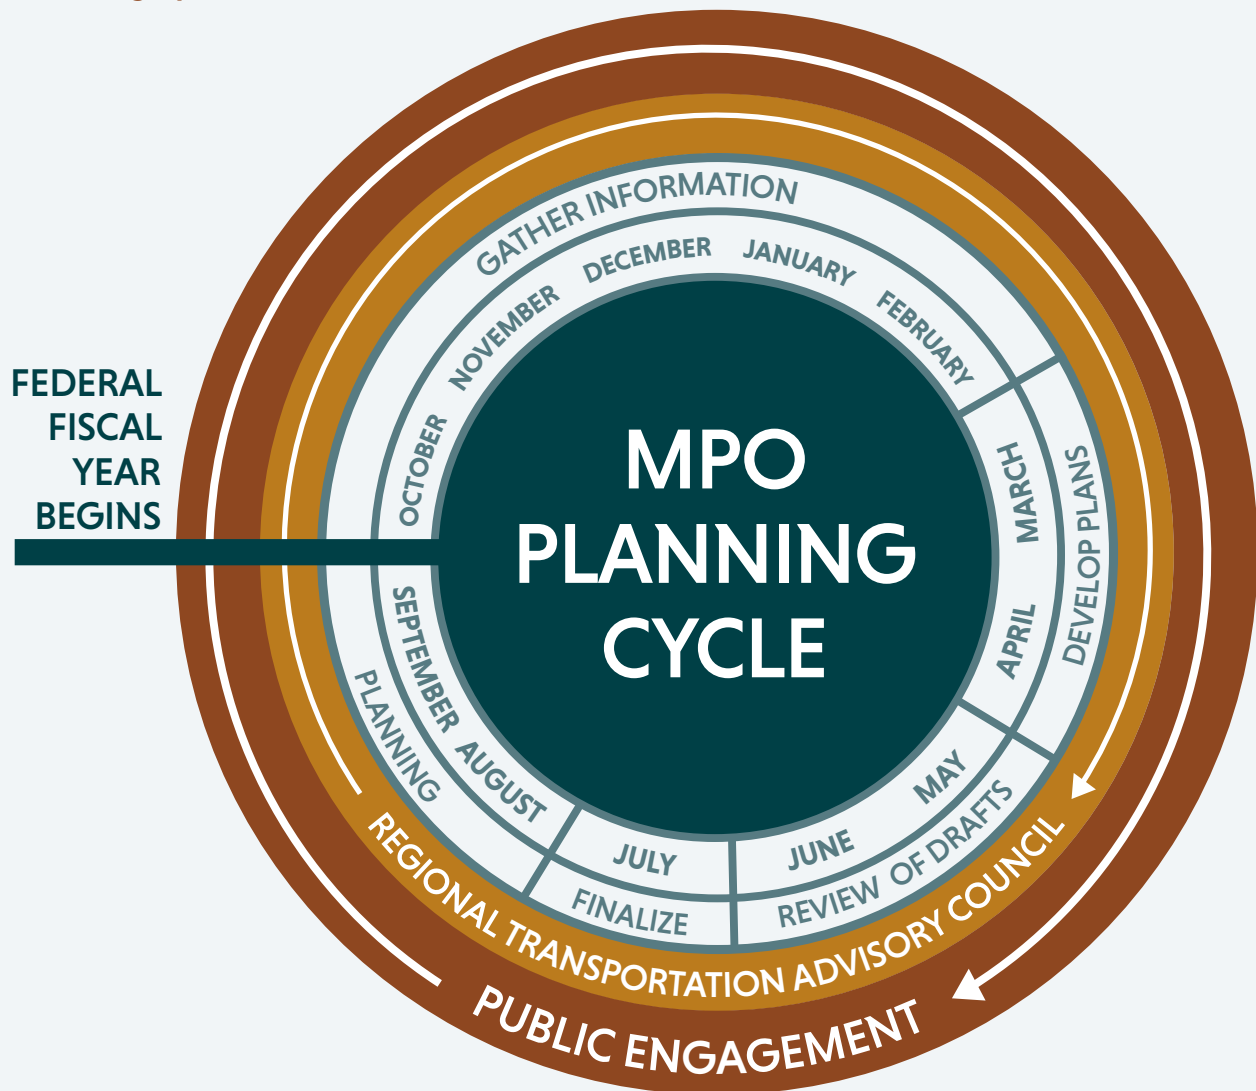 FEDERAL
FISCAL
YEAR
BEGINS
MPO
PLANNING
CYCLE
GATHER INFORMATION
OCTOBER
NOVEMBER
DECEMBER
JANUARY
FEBRUARY
DEVELOP PLANS
MARCH
APRIL
REVIEW OF DRAFTS
MAY
JUNE
FINALIZE
JULY
PLANNING
AUGUST
SEPTEMBER
REGIONAL TRANSPORTATION ADVISORY COUNCIL
PUBLIC ENGAGEMENT